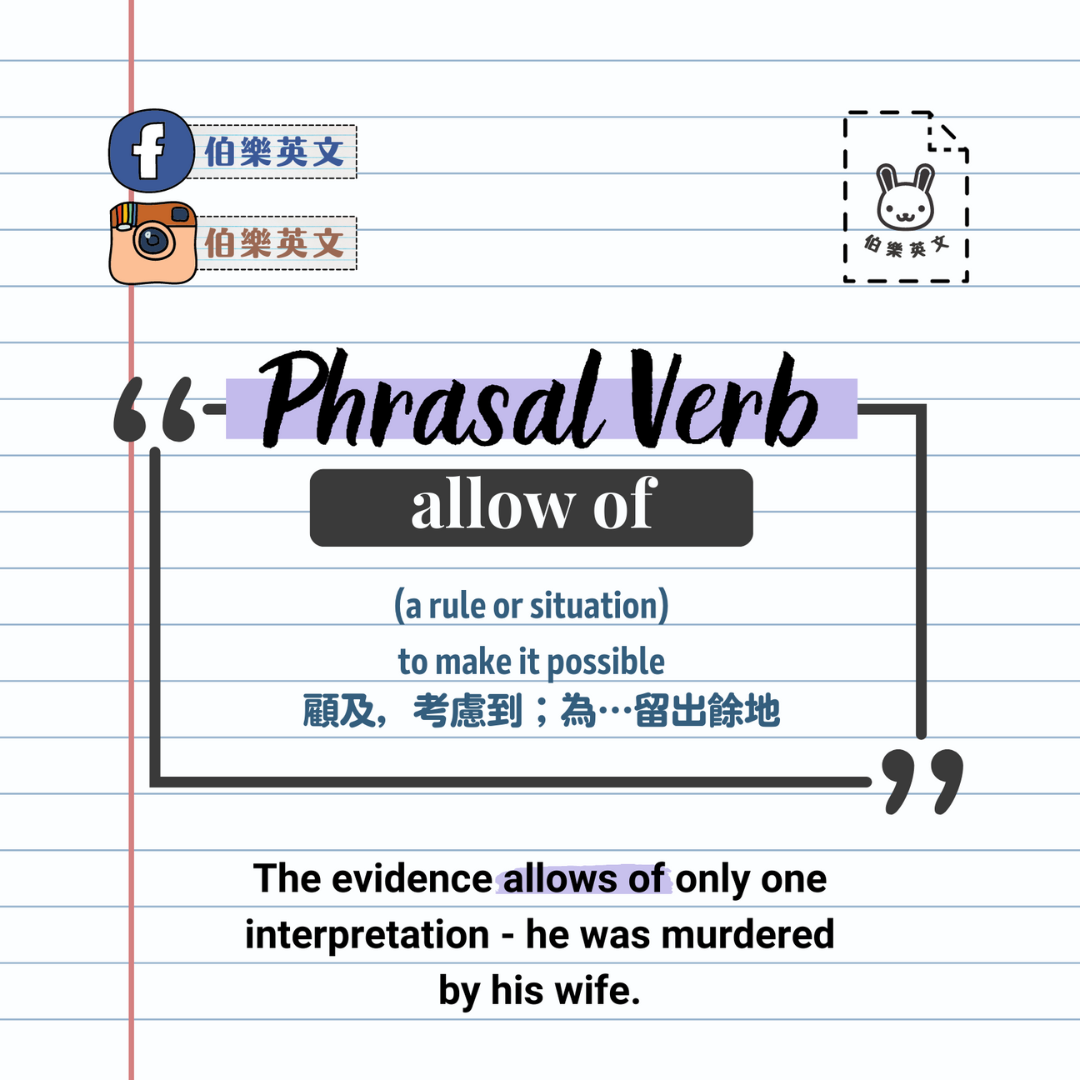 伯樂英文
伯樂英文
伯樂英文
Phrasal Verb
allow of
(a rule or situation)
to make it possible
顧及，考慮到；為…留出餘地
The evidence allows of only one
interpretation - he was murdered
by his wife.